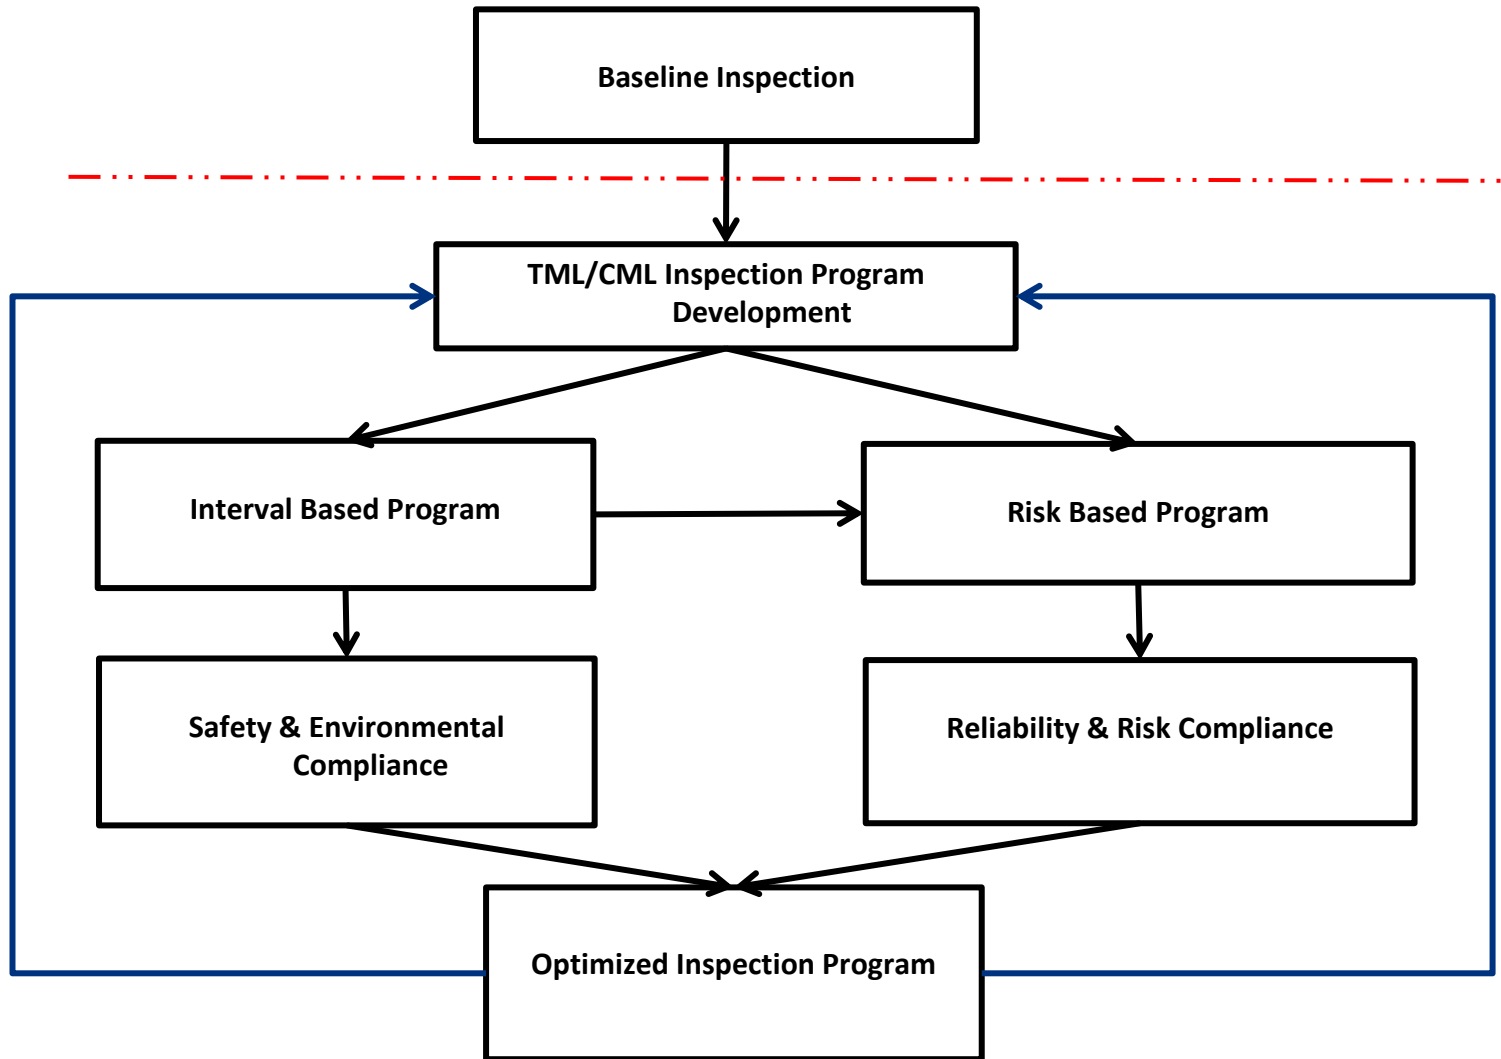 Baseline Inspection
TML/CML Inspection Program
Development
Interval Based Program
Risk Based Program
Safety & Environmental
Compliance
Reliability & Risk Compliance
Optimized Inspection Program